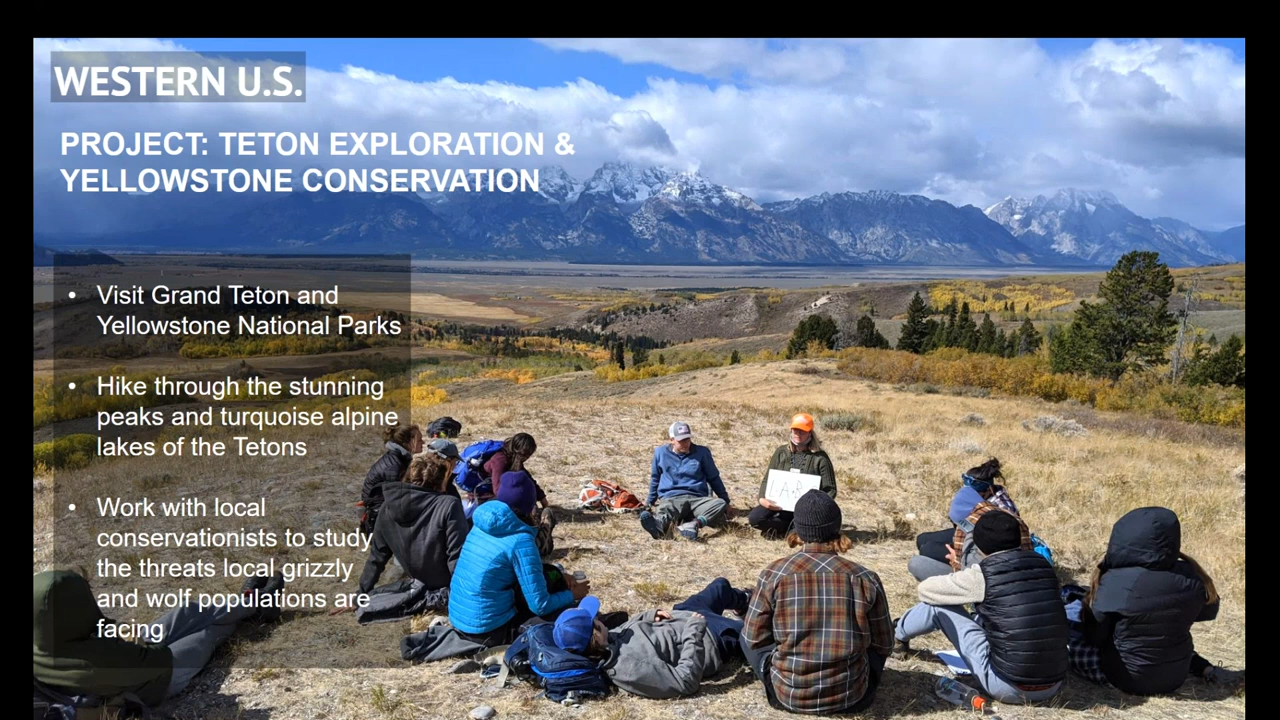 WESTERN U.S.
PROJECT: TETON EXPLORATION &
YELLOWSTONE CONSERVATION
• Visit Grand Teton and
Yellowstone National Parks
• Hike through the stunning
peaks and turquoise alpine
lakes of the Tetons
• Work with local
conservationists to study
the threats local grizzly
and wolf populations are
facing